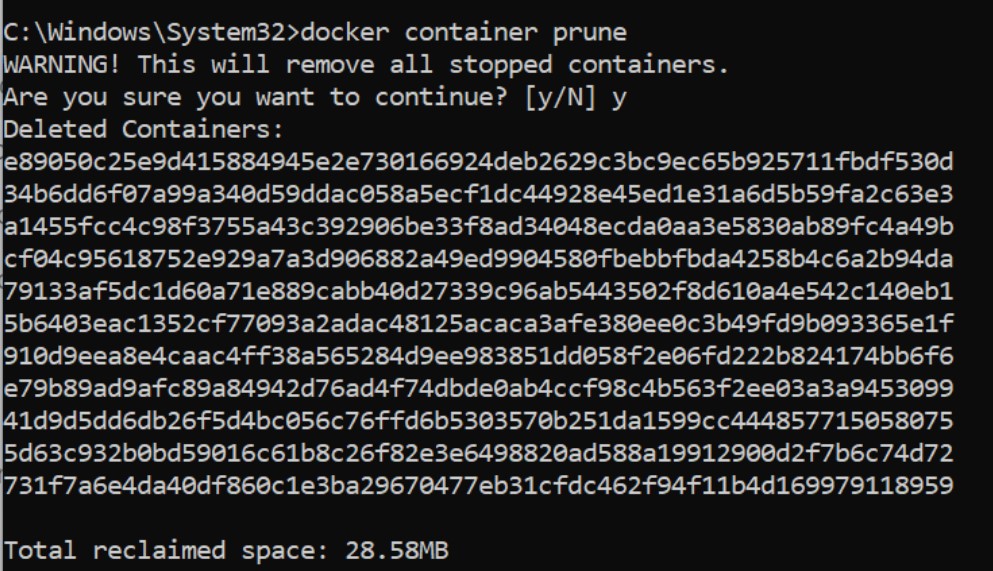 C:\Windows\System32>docker container prune
WARNING! This will remove all stopped containers.
Are you sure you want to continue? [y/N] y
Deleted Containers:
e89050c25e9d415884945e2e730166924deb2629c3bc9ec65b925711fbdf530d
34b6dd6f07a99a340d59ddac058a5ecf1dc44928e45ed1e31a6d5b59fa2c63e3
a1455fcc4c98f3755a43c392906be33f8ad34048ecda0aa3e5830ab89fc4a49b
cf04c95618752e929a7a3d906882a49ed9904580fbebbfbda4258b4c6a2b94da
79133af5dc1d60a71e889cabb40d27339c96ab5443502f8d610a4e542c140eb1
5b6403eac1352cf77093a2adac48125acaca3afe380ee0c3b49fd9b093365e1f
910d9eea8e4caac4ff38a565284d9ee983851dd058f2e06fd222b824174bb6f6
e79b89ad9afc89a84942d76ad4f74dbde0ab4ccf98c4b563f2ee03a3a9453099
41d9d5dd6db26f5d4bc056c76ffd6b5303570b251da1599cc444857715058075
5d63c932b0bd59016c61b8c26f82e3e6498820ad588a19912900d2f7b6c74d72
731f7a6e4da40df860c1e3ba29670477eb31cfdc462f94f11b4d169979118959
Total reclaimed space: 28.58MB